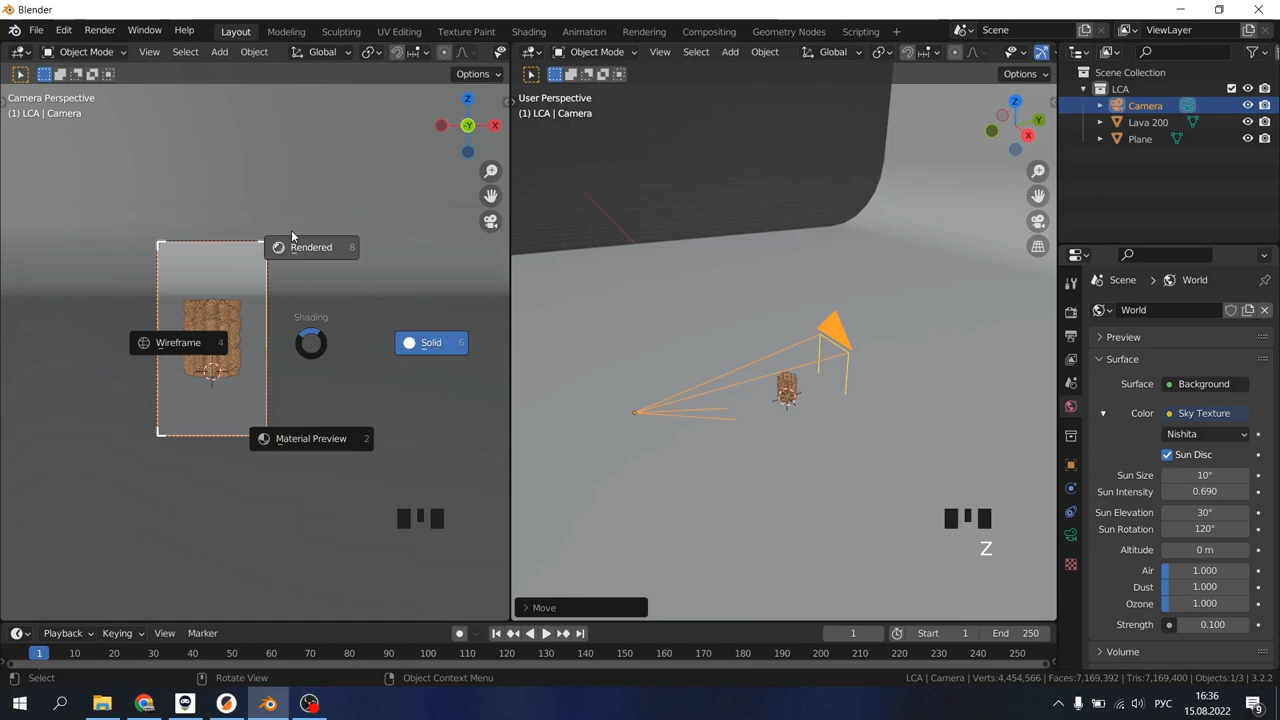 Blender
File Edit Render Window Help Layout Modeling Sculpting UV Editing Texture Paint Shading Animation Rendering Compositing Geometry Nodes Scripting Scene ViewLayer
Object Mode View Select Add Object Global Object Mode View Select Add Object Global
Options Options
Camera Perspective
(1) LCA | Camera
Z
-Y
X
User Perspective
(1) LCA | Camera
Z
Y
X
Rendered 8
Shading
Wireframe 4
Solid 6
Material Preview 2
Z
Move
Scene Collection
LCA
Camera
Lava 200
Plane
Scene World
World
Preview
Surface
Surface Background
Color Sky Texture
Nishita
Sun Disc
Sun Size 10°
Sun Intensity 0.690
Sun Elevation 30°
Sun Rotation 120°
Altitude 0 m
Air 1.000
Dust 1.000
Ozone 1.000
Strength 0.100
Volume
Playback Keying View Marker 1 Start 1 End 250
1 10 20 30 40 50 60 70 80 90 100 110 120 130 140 150 160 170 180 190 200 210 220 230 240 250
Select Rotate View Object Context Menu LCA | Camera | Verts:4,454,566 | Faces:7,169,392 | Tris:7,169,400 | Objects:1/3 | 3.2.2
РУС
16:36
15.08.2022
9